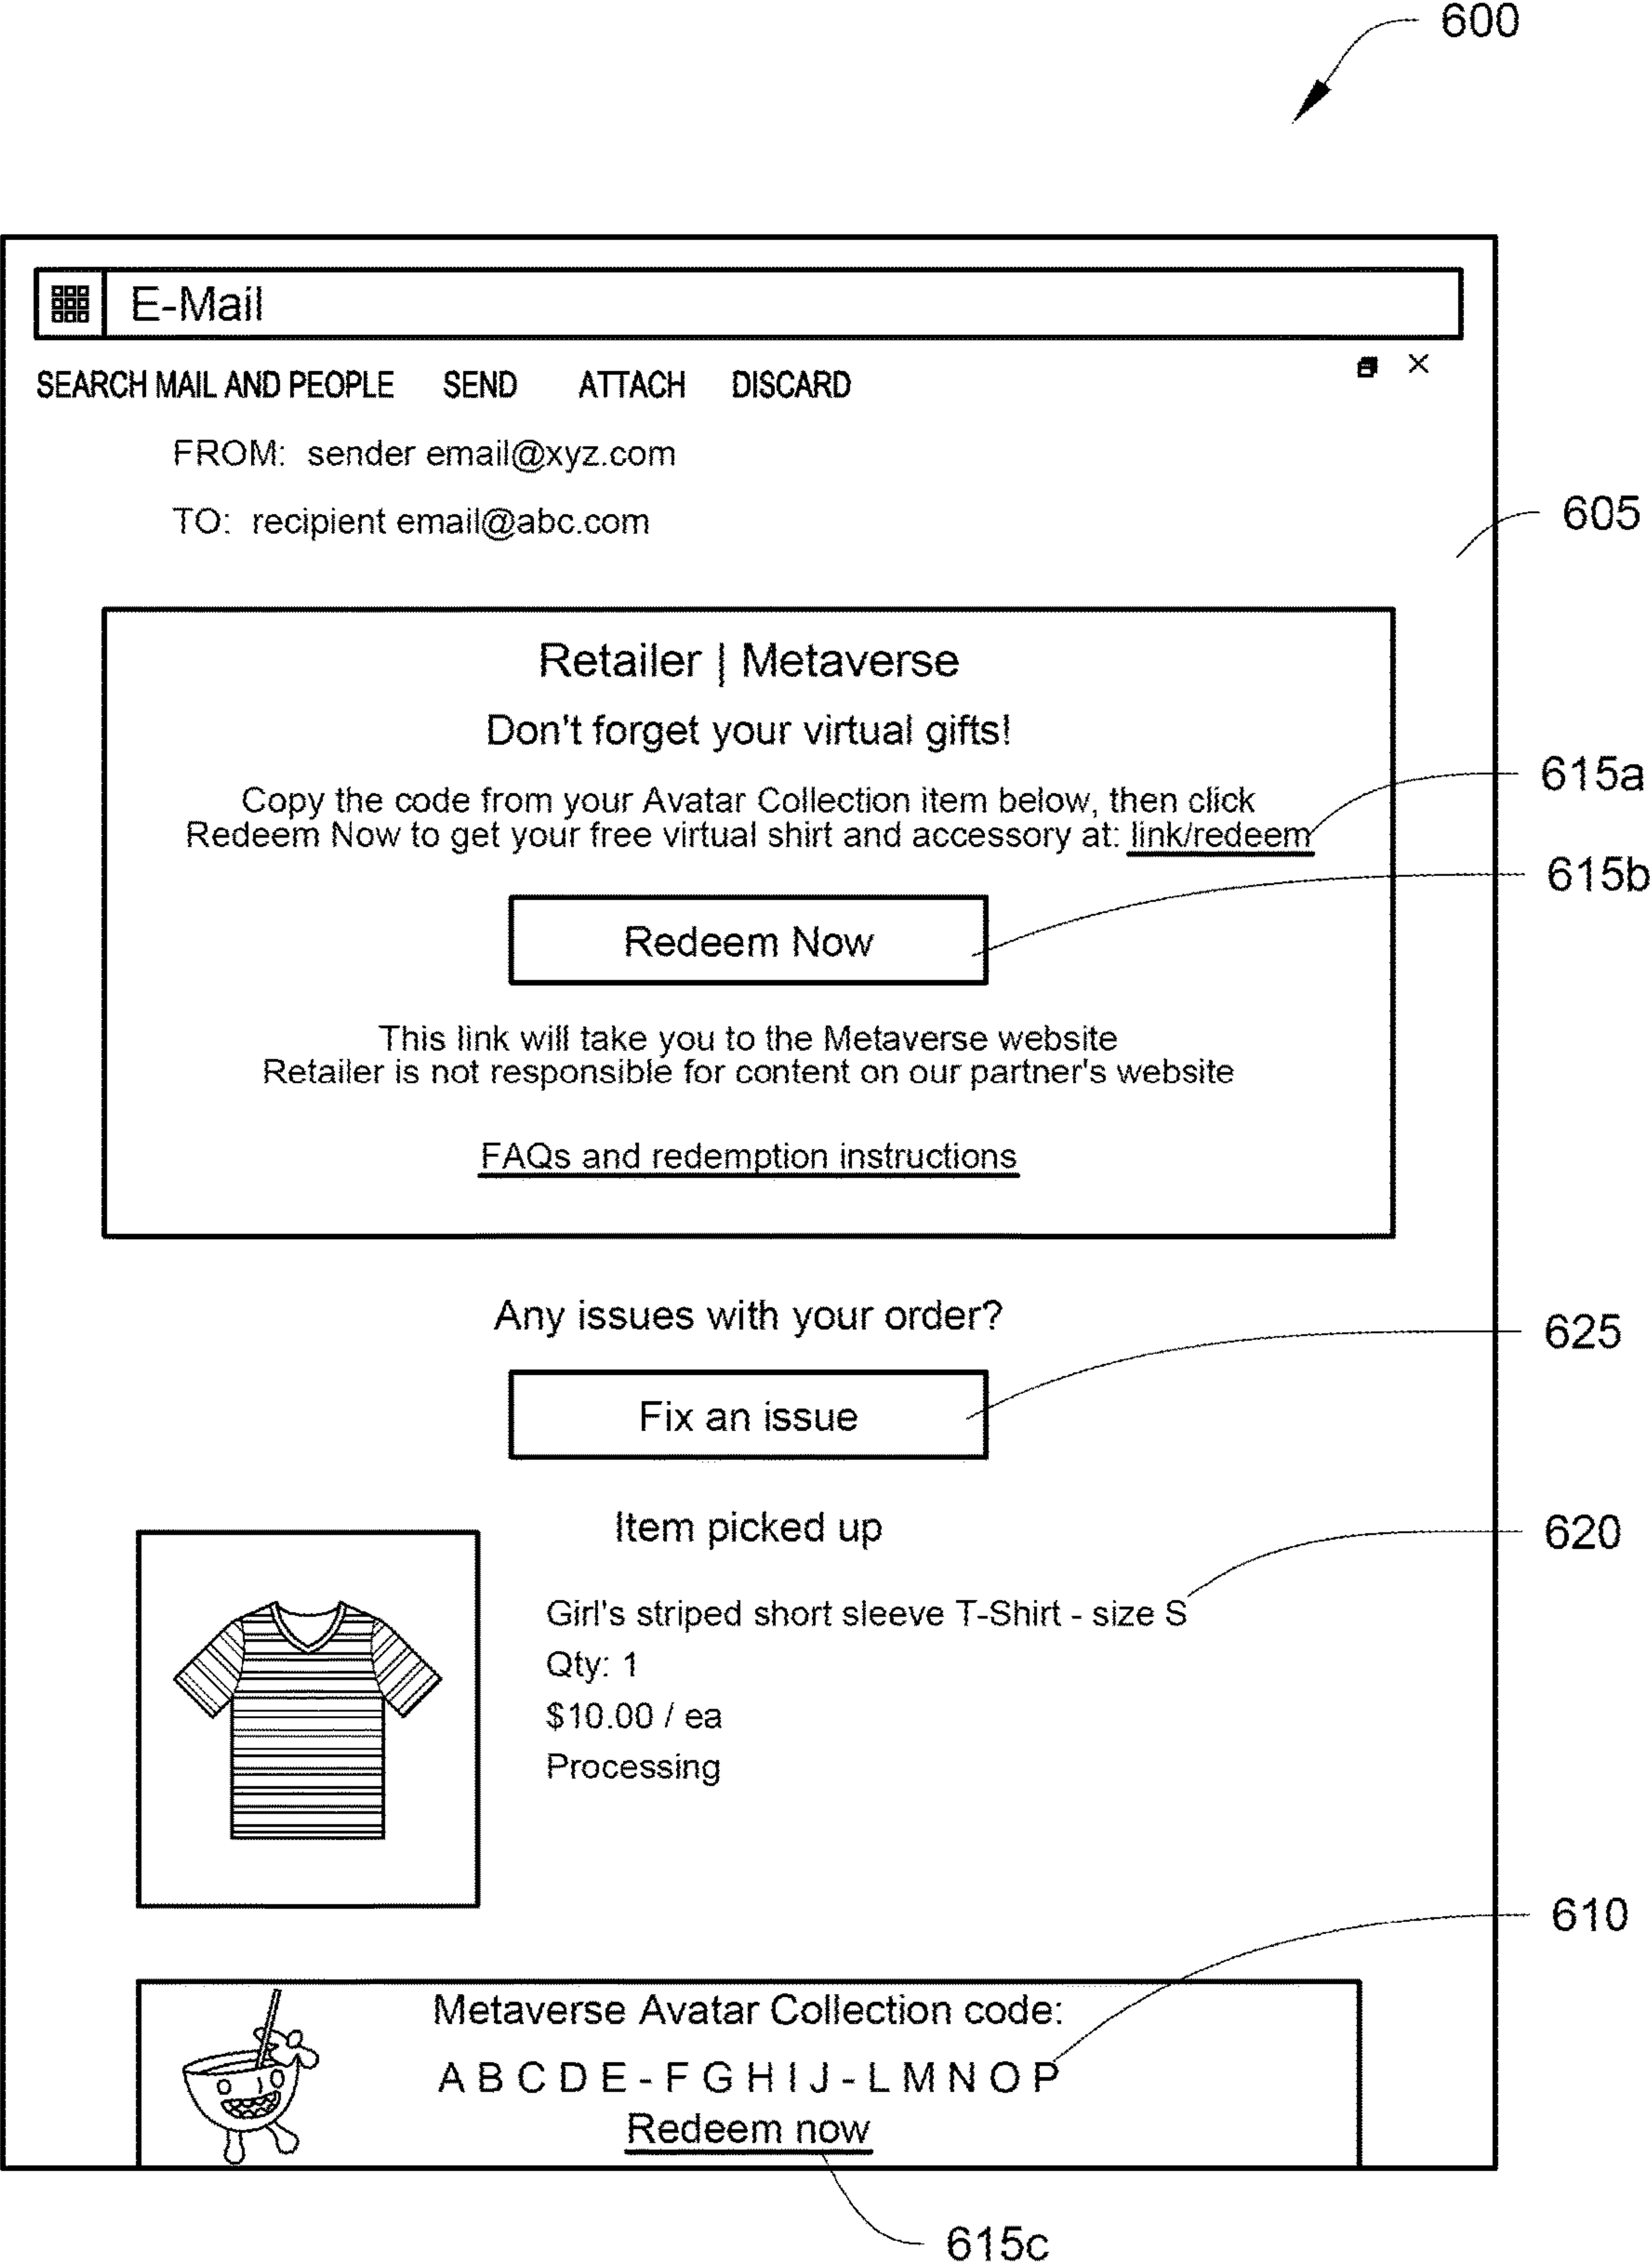 600
E-Mail
SEARCH MAIL AND PEOPLE SEND ATTACH DISCARD
FROM: sender email@xyz.com
TO: recipient email@abc.com
605
Retailer | Metaverse
Don't forget your virtual gifts!
Copy the code from your Avatar Collection item below, then click
Redeem Now to get your free virtual shirt and accessory at: link/redeem
615a
615b
Redeem Now
This link will take you to the Metaverse website
Retailer is not responsible for content on our partner's website
FAQs and redemption instructions
Any issues with your order?
625
Fix an issue
Item picked up
620
Girl's striped short sleeve T-Shirt - size S
Qty: 1
$10.00 / ea
Processing
610
Metaverse Avatar Collection code:
A B C D E - F G H I J - L M N O P
Redeem now
615c